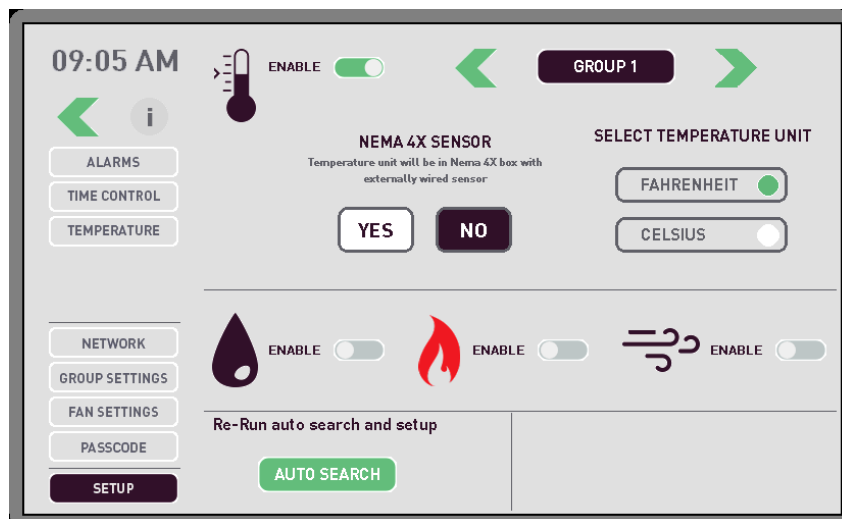 09:05 AM
i
ALARMS
TIME CONTROL
TEMPERATURE
NETWORK
GROUP SETTINGS
FAN SETTINGS
PASSCODE
SETUP
ENABLE
GROUP 1
NEMA 4X SENSOR
Temperature unit will be in Nema 4X box with
externally wired sensor
YES
NO
SELECT TEMPERATURE UNIT
FAHRENHEIT
CELSIUS
ENABLE
ENABLE
ENABLE
Re-Run auto search and setup
AUTO SEARCH